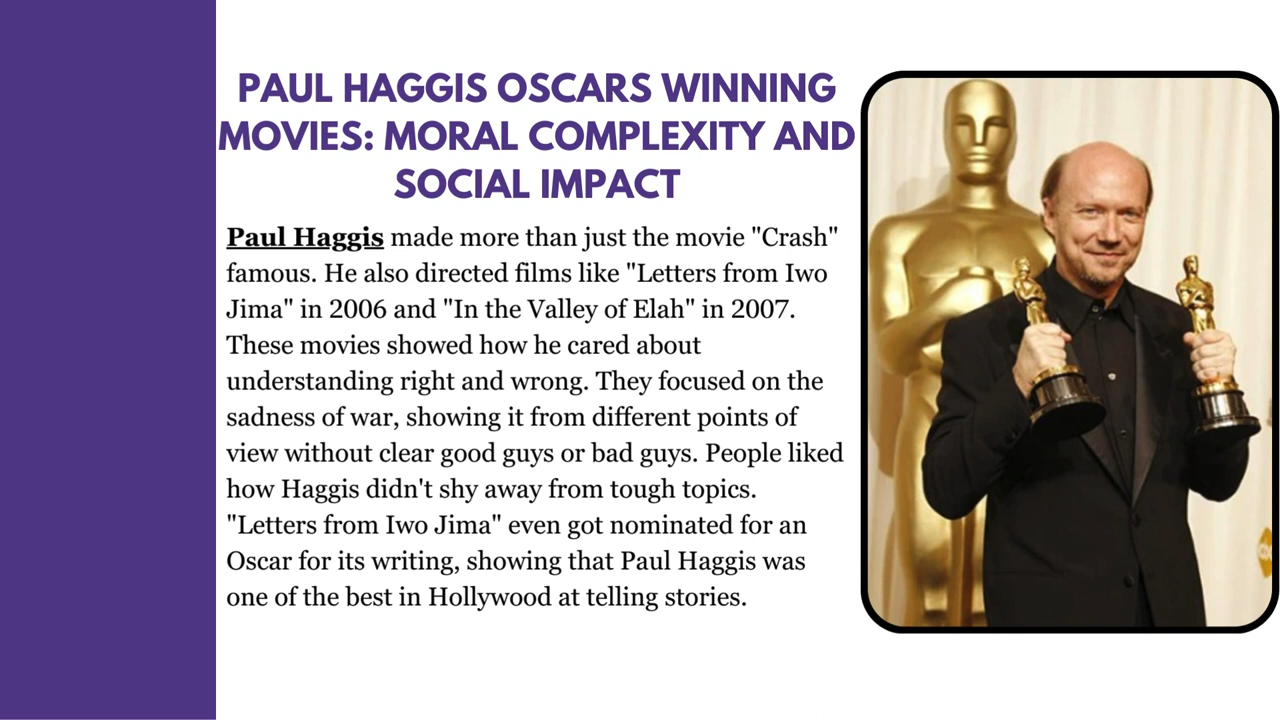 PAUL HAGGIS OSCARS WINNING
MOVIES: MORAL COMPLEXITY AND
SOCIAL IMPACT
Paul Haggis made more than just the movie "Crash"
famous. He also directed films like "Letters from Iwo
Jima" in 2006 and "In the Valley of Elah" in 2007.
These movies showed how he cared about
understanding right and wrong. They focused on the
sadness of war, showing it from different points of
view without clear good guys or bad guys. People liked
how Haggis didn't shy away from tough topics.
"Letters from Iwo Jima" even got nominated for an
Oscar for its writing, showing that Paul Haggis was
one of the best in Hollywood at telling stories.